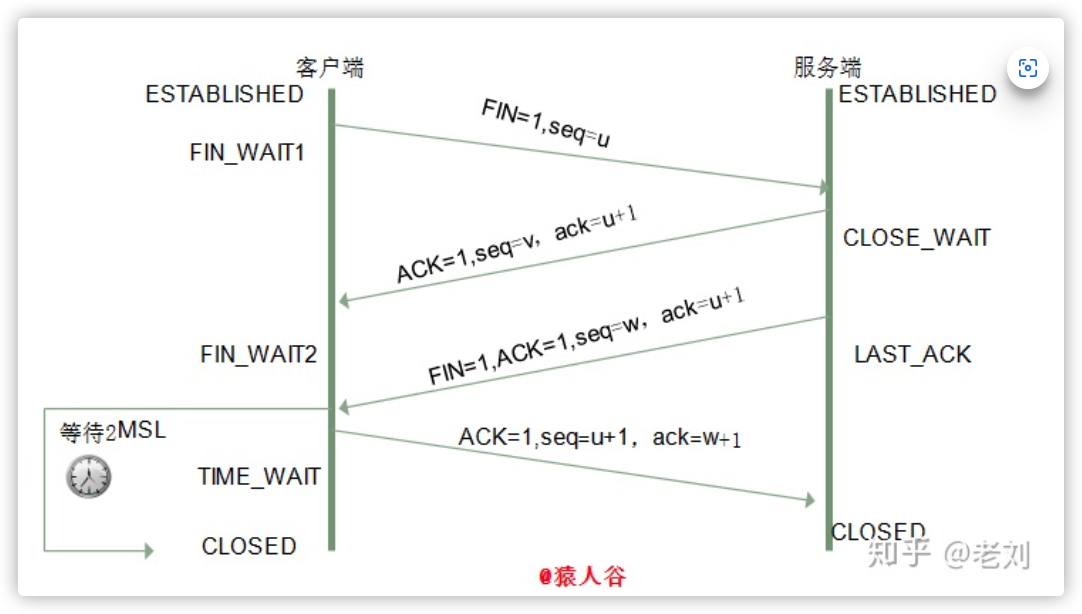 客户端
服务端
ESTABLISHED
ESTABLISHED
FIN=1,seq=u
FIN_WAIT1
ACK=1,seq=v，ack=u+1
CLOSE_WAIT
FIN=1,ACK=1,seq=w，ack=u+1
FIN_WAIT2
LAST_ACK
等待2MSL
ACK=1,seq=u+1，ack=w+1
TIME_WAIT
CLOSED
CLOSED
知乎 @老刘
@猿人谷